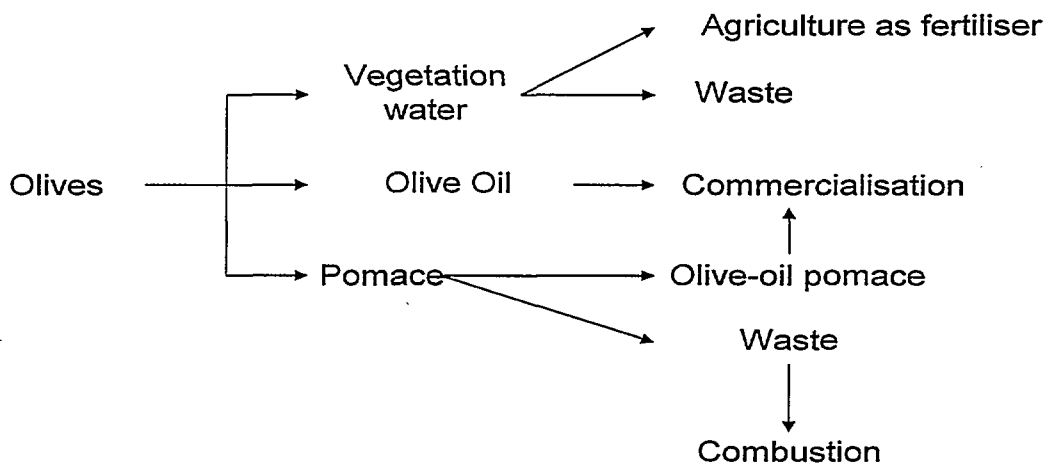 Agriculture as fertiliser
Vegetation
water
Waste
Olives
Olive Oil
Commercialisation
Pomace
Olive-oil pomace
Waste
Combustion